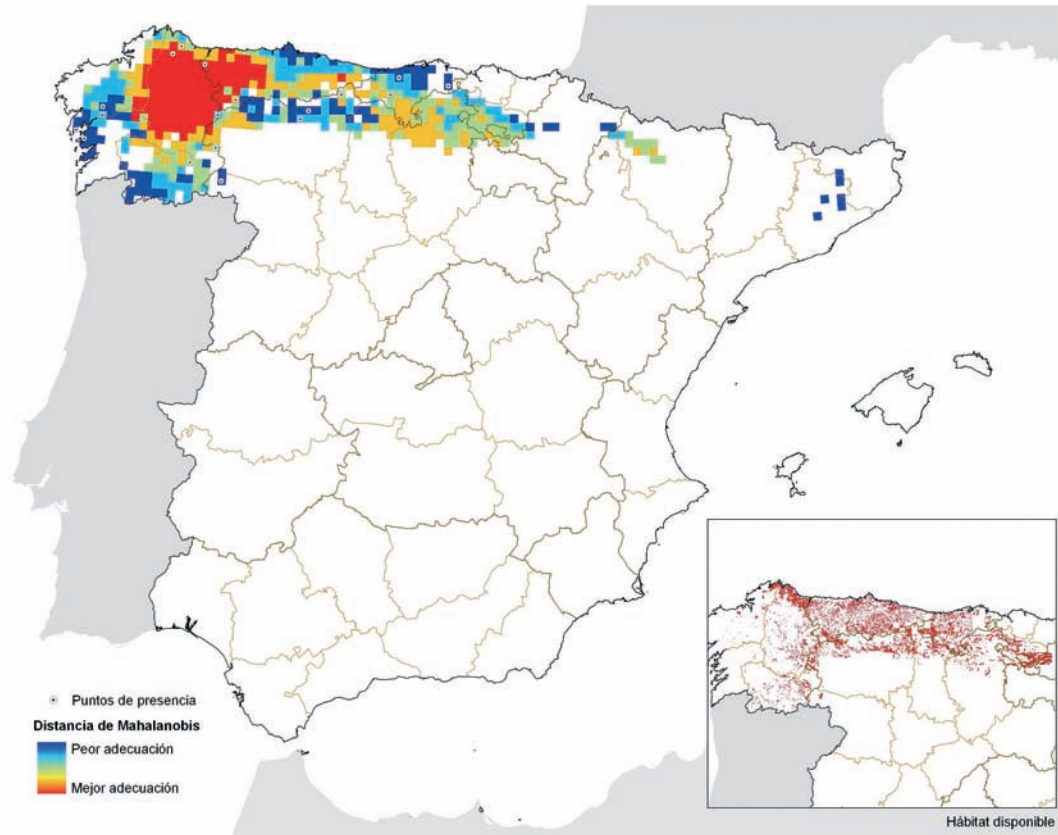 Puntos de presencia
Distancia de Mahalanobis
Peor adecuación
Mejor adecuación
Hábitat disponible